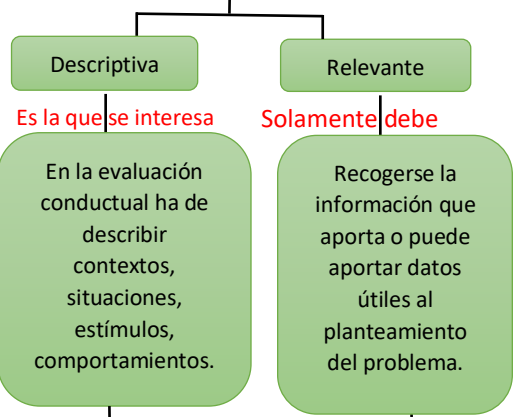 Descriptiva
Es la que se interesa
En la evaluación
conductual ha de
describir
contextos,
situaciones,
estímulos,
comportamientos.
Relevante
Solamente debe
Recogerse la
información que
aporta o puede
aportar datos
útiles al
planteamiento
del problema.